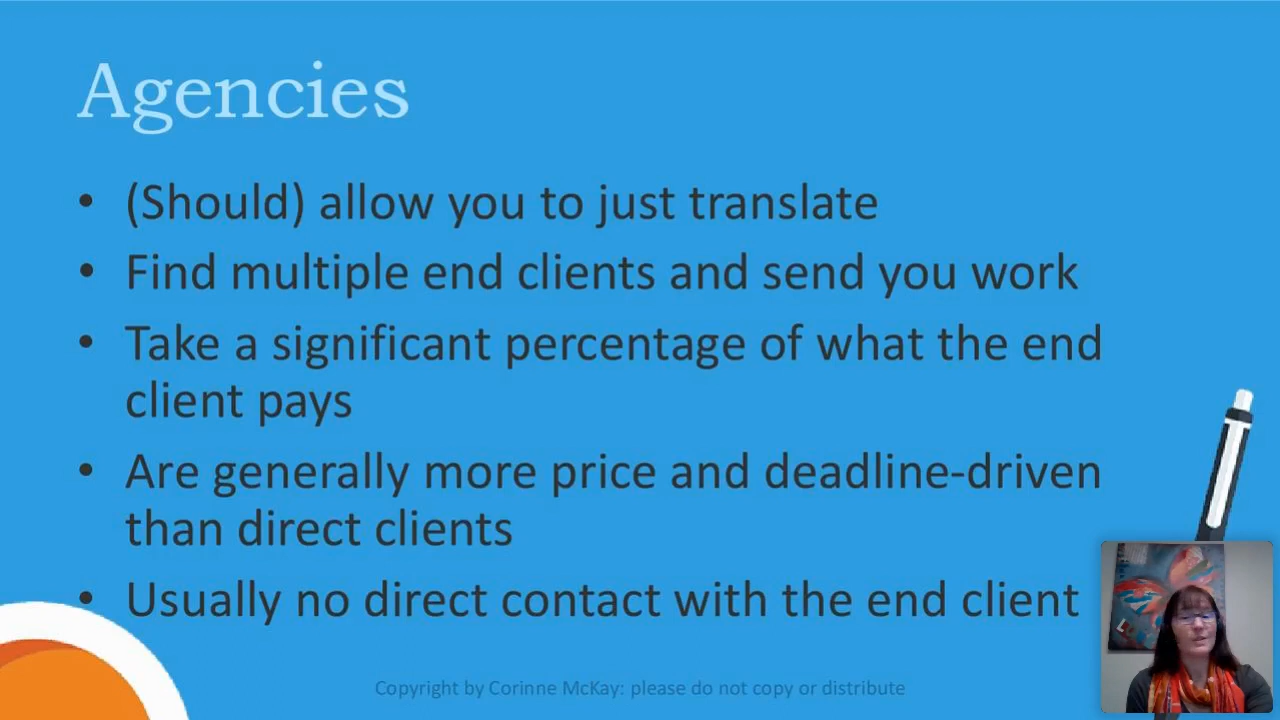 Agencies
• (Should) allow you to just translate
• Find multiple end clients and send you work
• Take a significant percentage of what the end
client pays
• Are generally more price and deadline-driven
than direct clients
• Usually no direct contact with the end client
Copyright by Corinne McKay: please do not copy or distribute